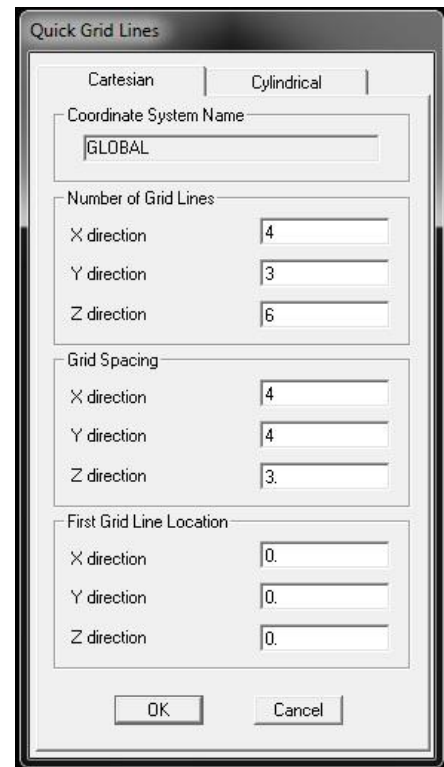 Quick Grid Lines
Cartesian Cylindrical
Coordinate System Name
GLOBAL
Number of Grid Lines
X direction 4
Y direction 3
Z direction 6
Grid Spacing
X direction 4
Y direction 4
Z direction 3.
First Grid Line Location
X direction 0.
Y direction 0.
Z direction 0.
OK Cancel